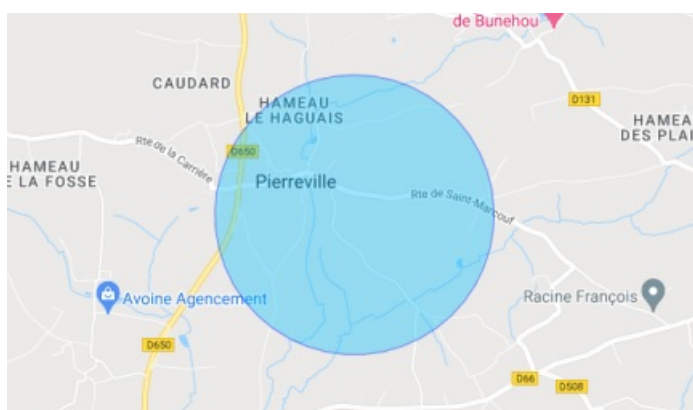 de Bunehou
CAUDARD
D131
HAMEAU
LE HAGUAIS
HAMEA
DES PLAI
D650
Rte de la Carrière
HAMEAU
E LA FOSSE
Pierreville
Rte de Saint-Marcouf
Avoine Agencement
Racine François
D650
D66
D508